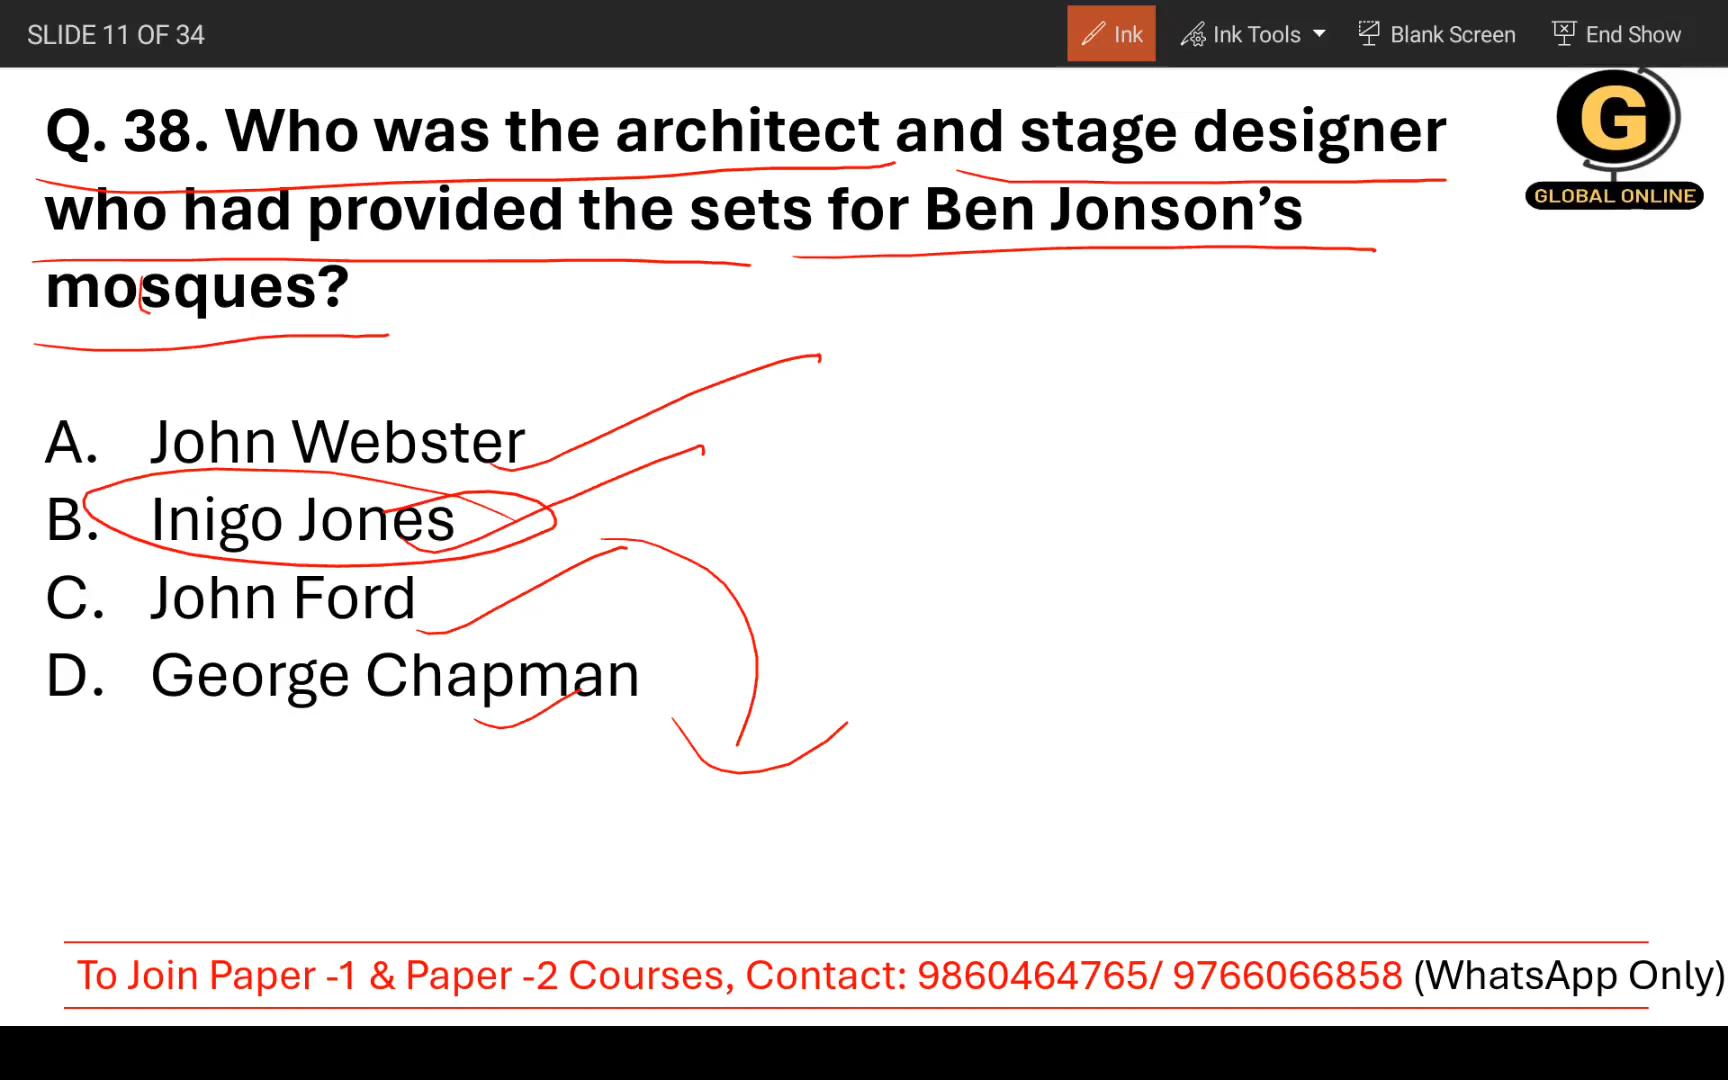 SLIDE 11 OF 34 Ink Ink Tools Blank Screen End Show
Q. 38. Who was the architect and stage designer
who had provided the sets for Ben Jonson’s
mosques?
G
GLOBAL ONLINE
A. John Webster
B. Inigo Jones
C. John Ford
D. George Chapman
To Join Paper -1 & Paper -2 Courses, Contact: 9860464765/ 9766066858 (WhatsApp Only)